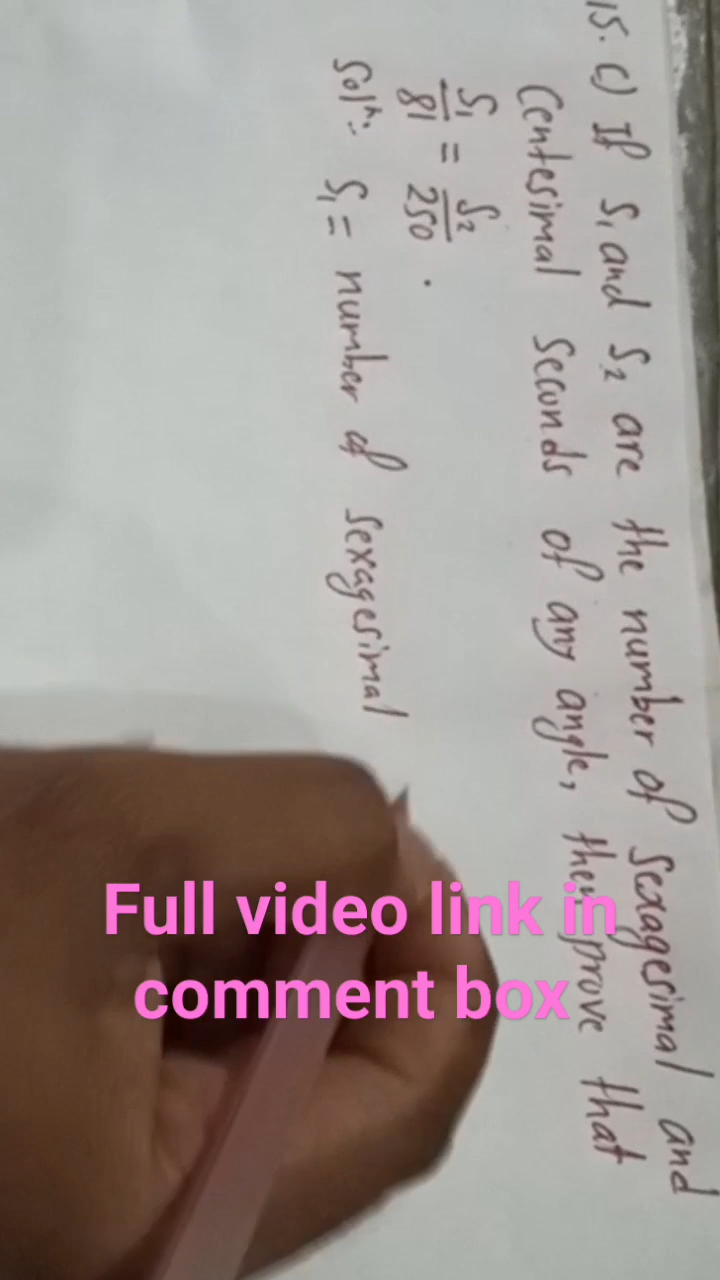 15. c) If S₁ and S₂ are the number of sexagesimal and
Centesimal seconds of any angle, then prove that
S₁/81 = S₂/250 .
Solⁿ: S₁ = number of sexagesimal
Full video link in
comment box